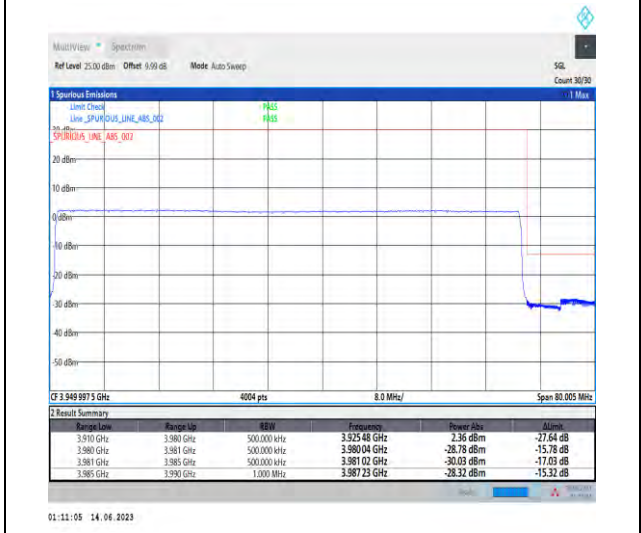 MultiView Spectrum
Ref Level 25.00 dBm Offset 9.99 dB Mode Auto Sweep SGL
Count 30/30
1 Spurious Emissions 1 Max
Limit Check PASS
Line _SPURIOUS_LINE_ABS_002 PASS
_SPURIOUS_LINE_ABS_002
20 dBm
10 dBm
0 dBm
-10 dBm
-20 dBm
-30 dBm
-40 dBm
-50 dBm
CF 3.949 997 5 GHz 4004 pts 8.0 MHz/ Span 80.005 MHz
2 Result Summary
Range Low Range Up RBW Frequency Power Abs ΔLimit
3.910 GHz 3.980 GHz 500.000 kHz 3.925 48 GHz 2.36 dBm -27.64 dB
3.980 GHz 3.981 GHz 500.000 kHz 3.980 04 GHz -28.78 dBm -15.78 dB
3.981 GHz 3.985 GHz 500.000 kHz 3.981 02 GHz -30.03 dBm -17.03 dB
3.985 GHz 3.990 GHz 1.000 MHz 3.987 23 GHz -28.32 dBm -15.32 dB
01:11:05 14.06.2023